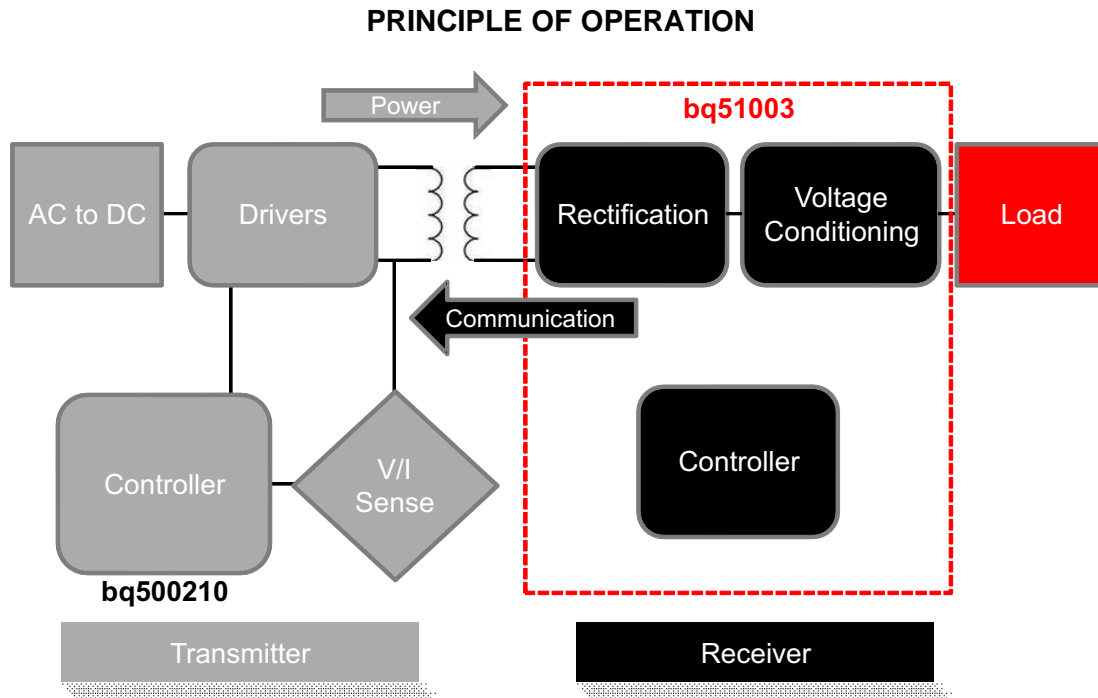 PRINCIPLE OF OPERATION
Power
bq51003
AC to DC
Drivers
Rectification
Voltage
Conditioning
Load
Communication
Controller
V/I
Sense
Controller
bq500210
Transmitter
Receiver